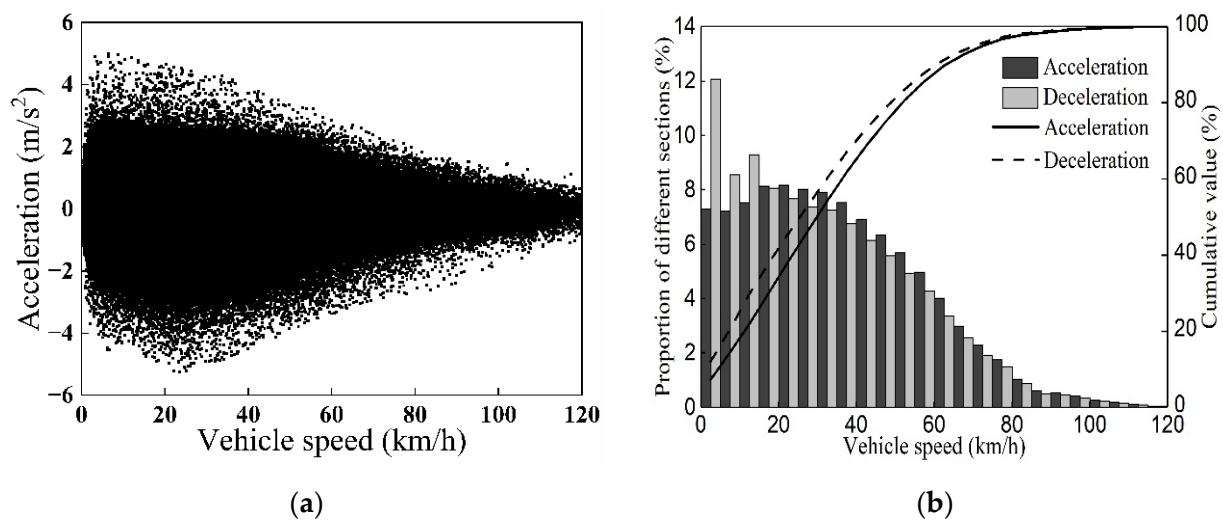 6
4
2
0
−2
−4
−6
Acceleration (m/s²)
0 20 40 60 80 100 120
Vehicle speed (km/h)
(a)
14
12
10
8
6
4
2
0
Proportion of different sections (%)
Acceleration
Deceleration
Acceleration
Deceleration
100
80
60
40
20
0
Cumulative value (%)
0 20 40 60 80 100 120
Vehicle speed (km/h)
(b)